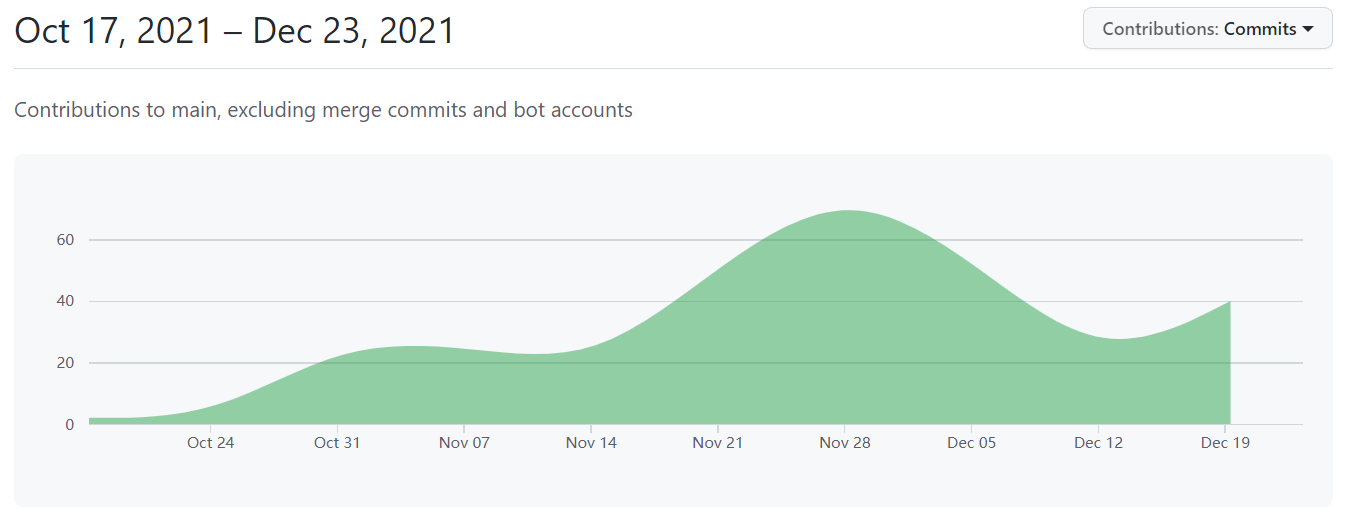 Oct 17, 2021 – Dec 23, 2021
Contributions: Commits
Contributions to main, excluding merge commits and bot accounts
60
40
20
0
Oct 24 Oct 31 Nov 07 Nov 14 Nov 21 Nov 28 Dec 05 Dec 12 Dec 19